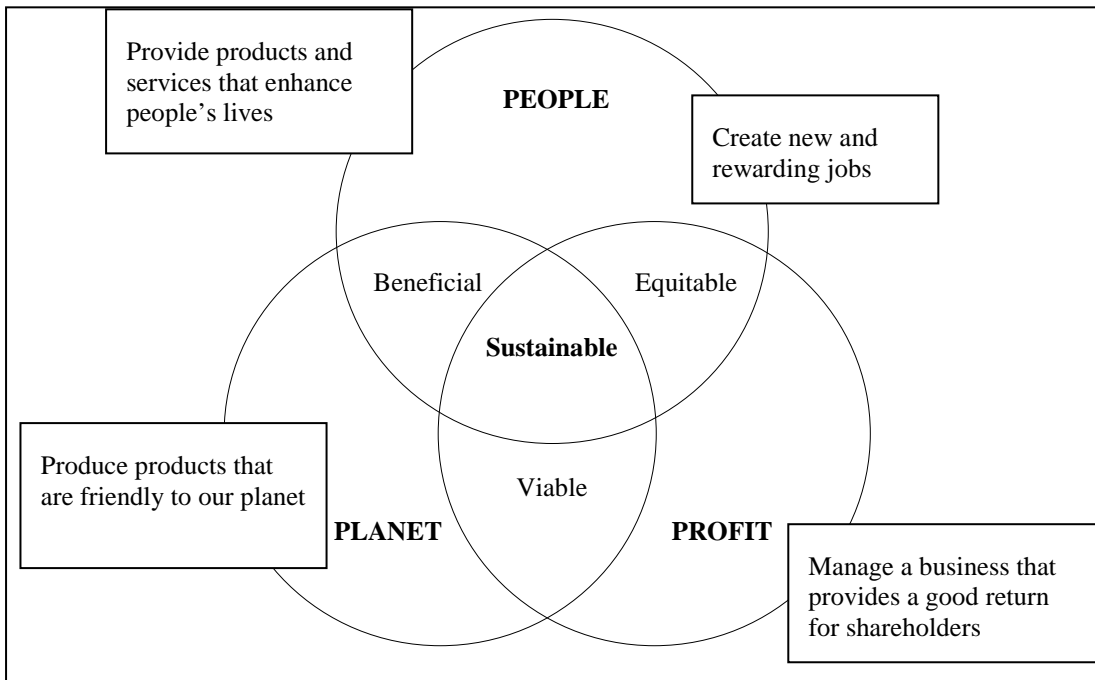 Provide products and
services that enhance
people’s lives
PEOPLE
Create new and
rewarding jobs
Beneficial
Equitable
Sustainable
Produce products that
are friendly to our planet
Viable
PLANET
PROFIT
Manage a business that
provides a good return
for shareholders